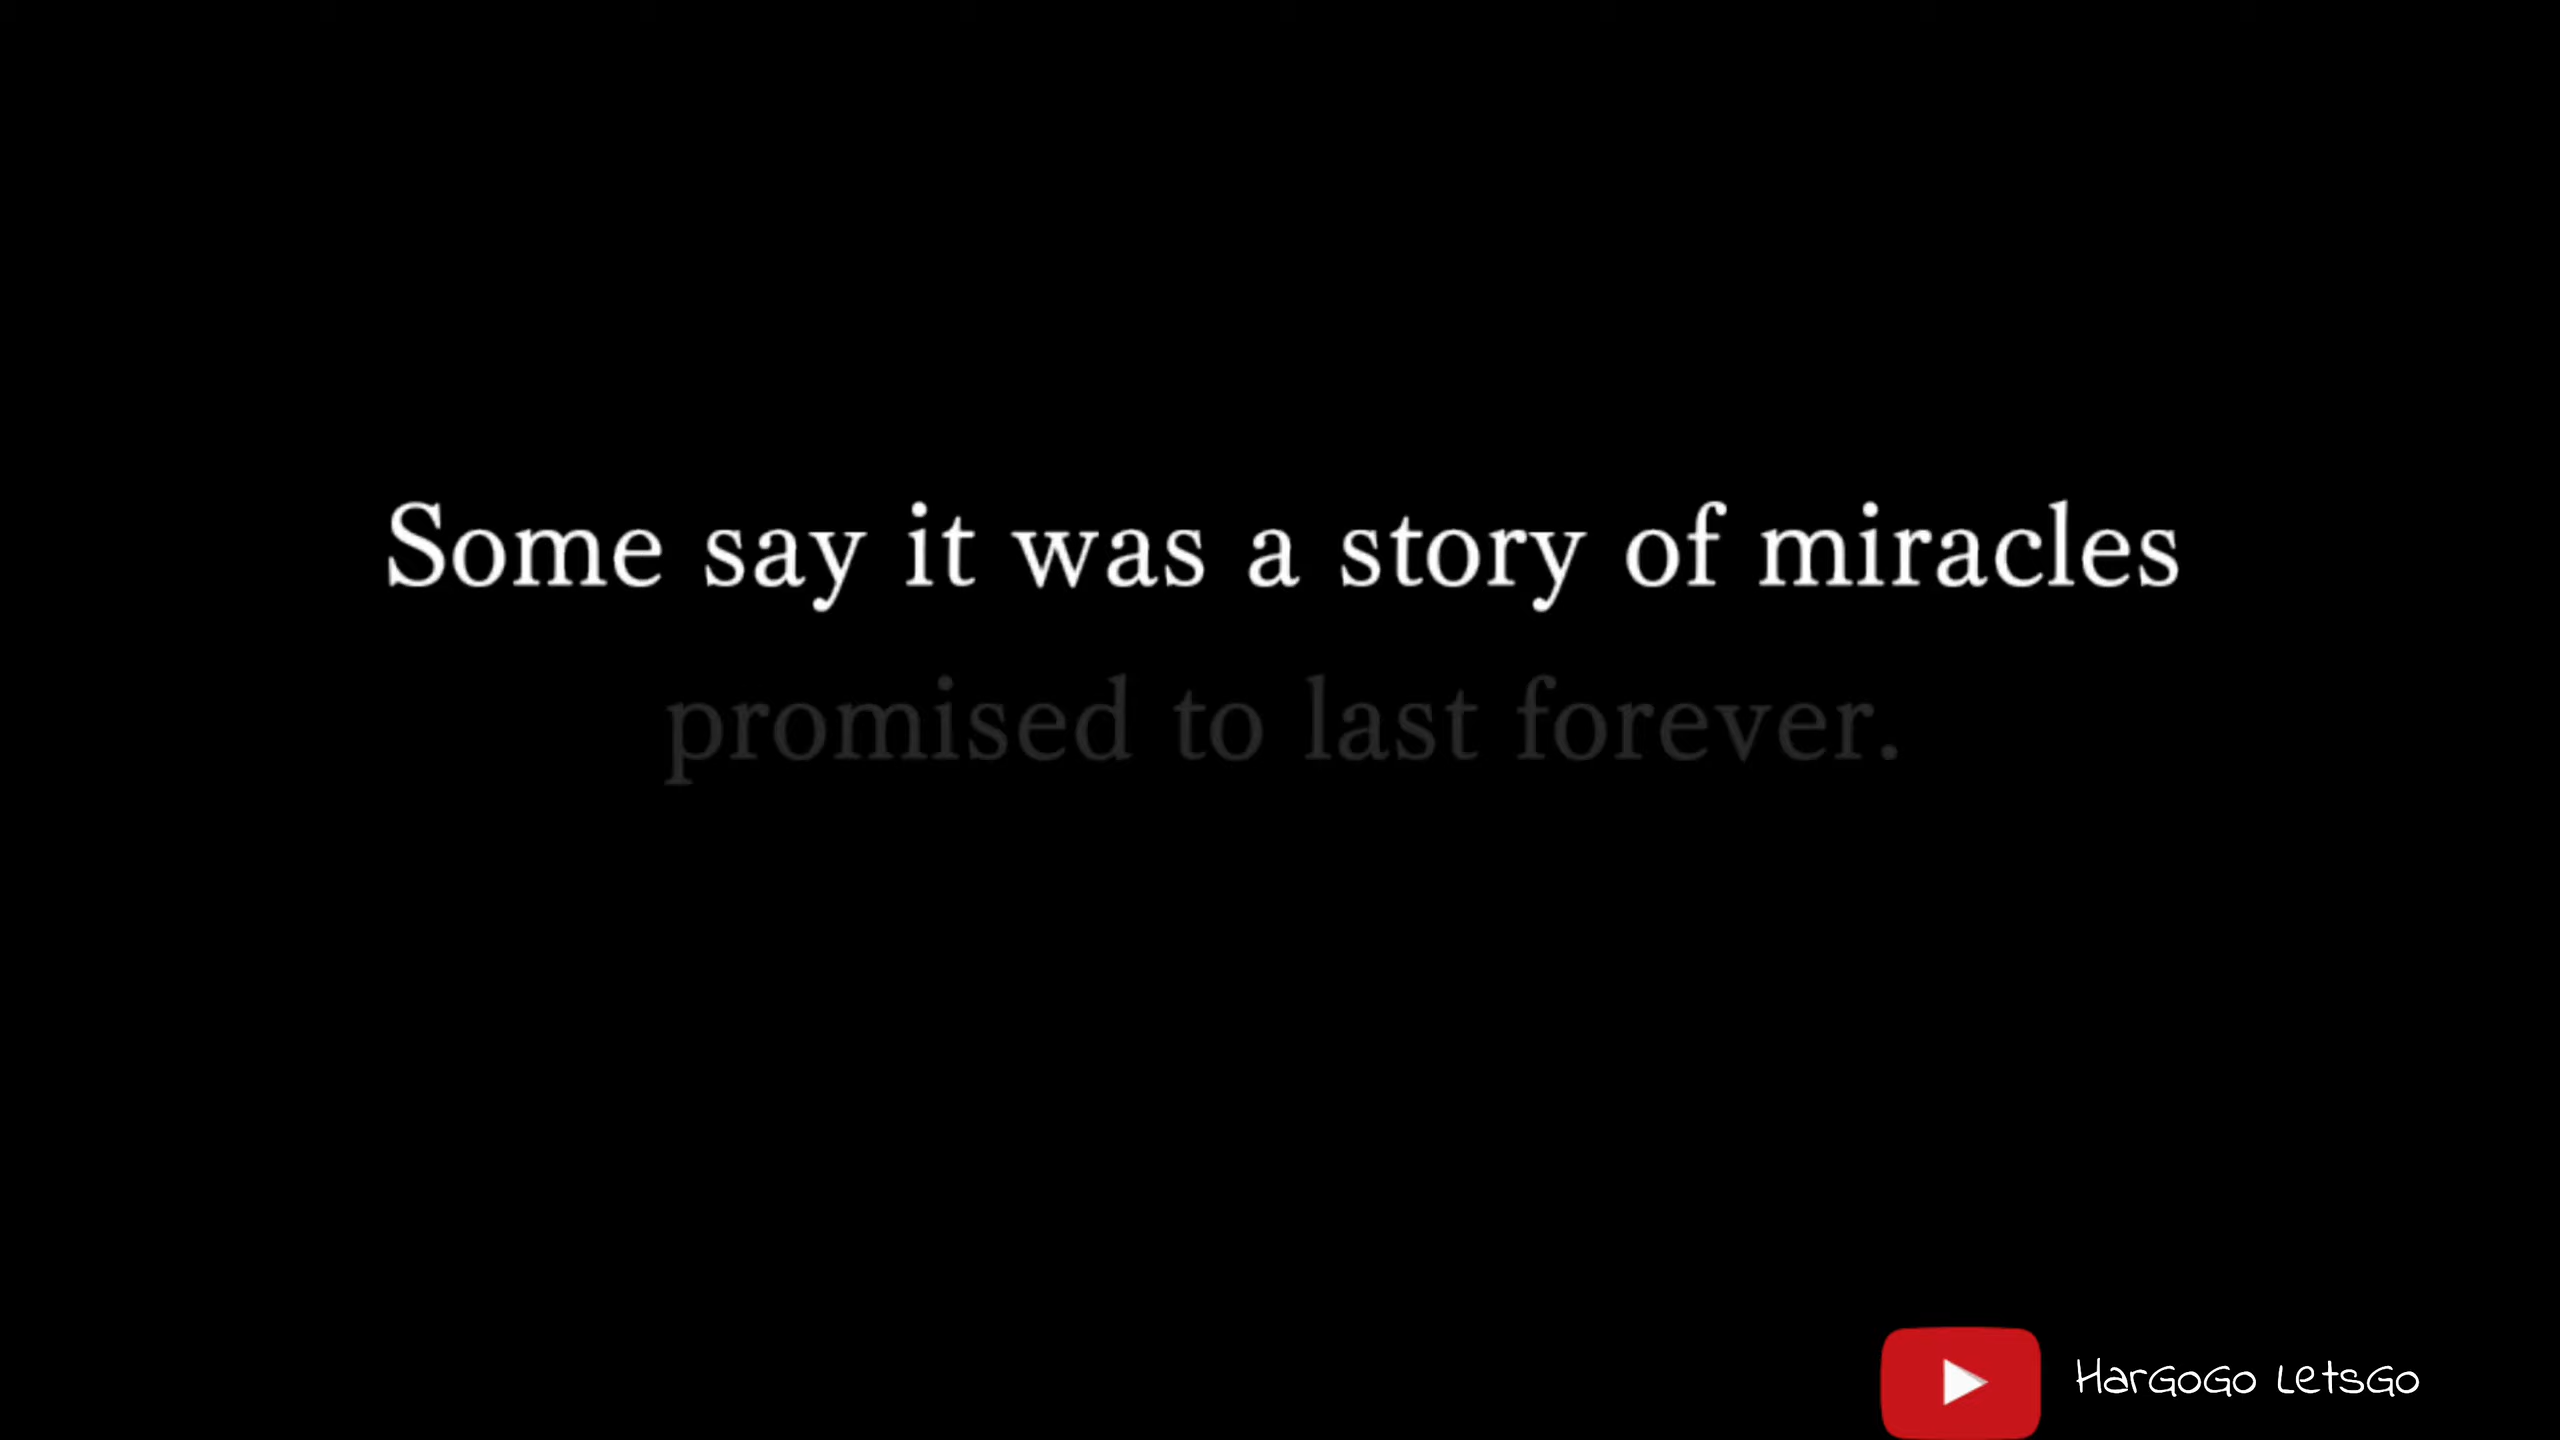 Some say it was a story of miracles
promised to last forever.
HarGoGo LetsGo